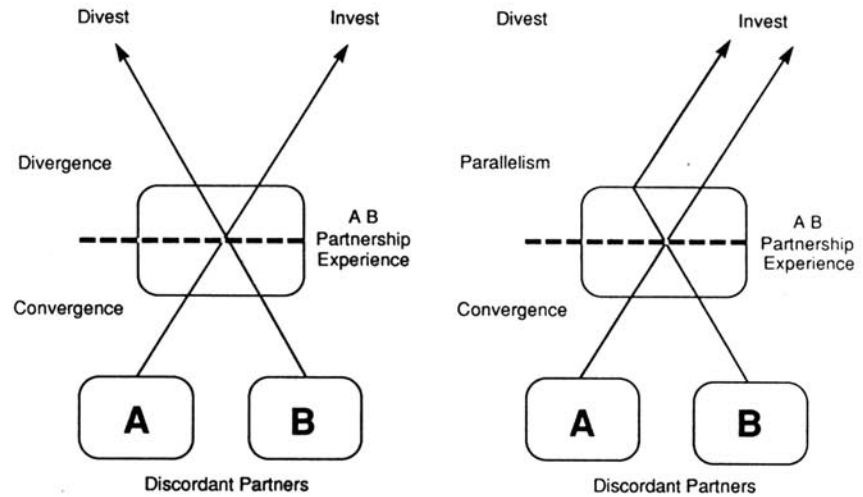 Divest
Invest
Divergence
A B
Partnership
Experience
Convergence
A
B
Discordant Partners
Divest
Invest
Parallelism
A B
Partnership
Experience
Convergence
A
B
Discordant Partners